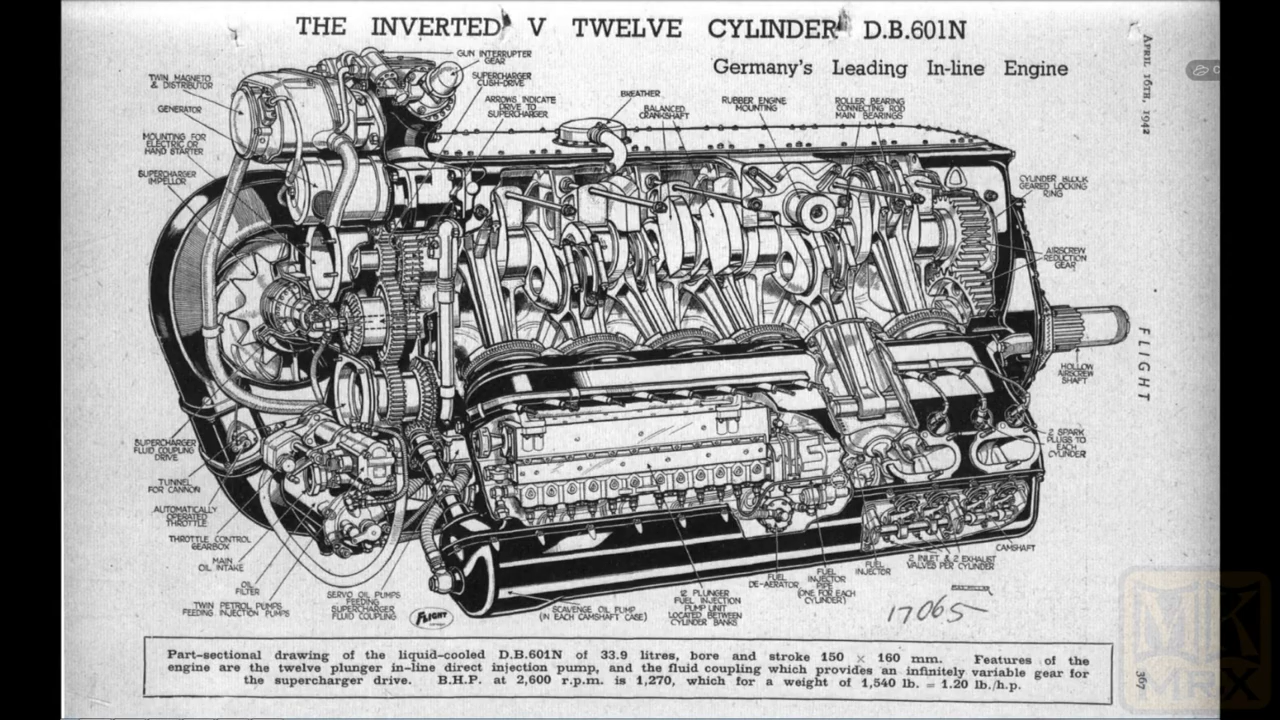 THE INVERTED V TWELVE CYLINDER D.B.601N
Germany's Leading In-line Engine
APRIL 16TH, 1942
FLIGHT
367
GUN INTERRUPTER
GEAR
TWIN MAGNETO
& DISTRIBUTOR
SUPERCHARGER
CUSH-DRIVE
GENERATOR
ARROWS INDICATE
DRIVE TO
SUPERCHARGER
BREATHER
BALANCED
CRANKSHAFT
RUBBER ENGINE
MOUNTING
ROLLER BEARING
CONNECTING ROD
MAIN BEARINGS
MOUNTING FOR
ELECTRIC OR
HAND STARTER
SUPERCHARGER
IMPELLOR
CYLINDER BLOCK
GEARED LOCKING
RING
AIRSCREW
REDUCTION
GEAR
HOLLOW
AIRSCREW
SHAFT
2 SPARK
PLUGS TO
EACH
CYLINDER
SUPERCHARGER
FLUID COUPLING
DRIVE
TUNNEL
FOR CANNON
AUTOMATICALLY
OPERATED
THROTTLE
THROTTLE CONTROL
GEARBOX
MAIN
OIL INTAKE
OIL
FILTER
TWIN PETROL PUMPS
FEEDING INJECTION PUMPS
SERVO OIL PUMPS
FEEDING
SUPERCHARGER
FLUID COUPLING
FLIGHT
SCAVENGE OIL PUMP
(IN EACH CAMSHAFT CASE)
12 PLUNGER
FUEL INJECTION
PUMP UNIT
LOCATED BETWEEN
CYLINDER BANKS
FUEL
DE-AERATOR
FUEL
INJECTOR
PIPE
(ONE FOR EACH
CYLINDER)
FUEL
INJECTOR
2 INLET & 2 EXHAUST
VALVES PER CYLINDER
CAMSHAFT
17065
Part-sectional drawing of the liquid-cooled D.B.601N of 33.9 litres, bore and stroke 150 × 160 mm. Features of the
engine are the twelve plunger in-line direct injection pump, and the fluid coupling which provides an infinitely variable gear for
the supercharger drive. B.H.P. at 2,600 r.p.m. is 1,270, which for a weight of 1,540 lb. = 1.20 lb./h.p.
MK
MRX